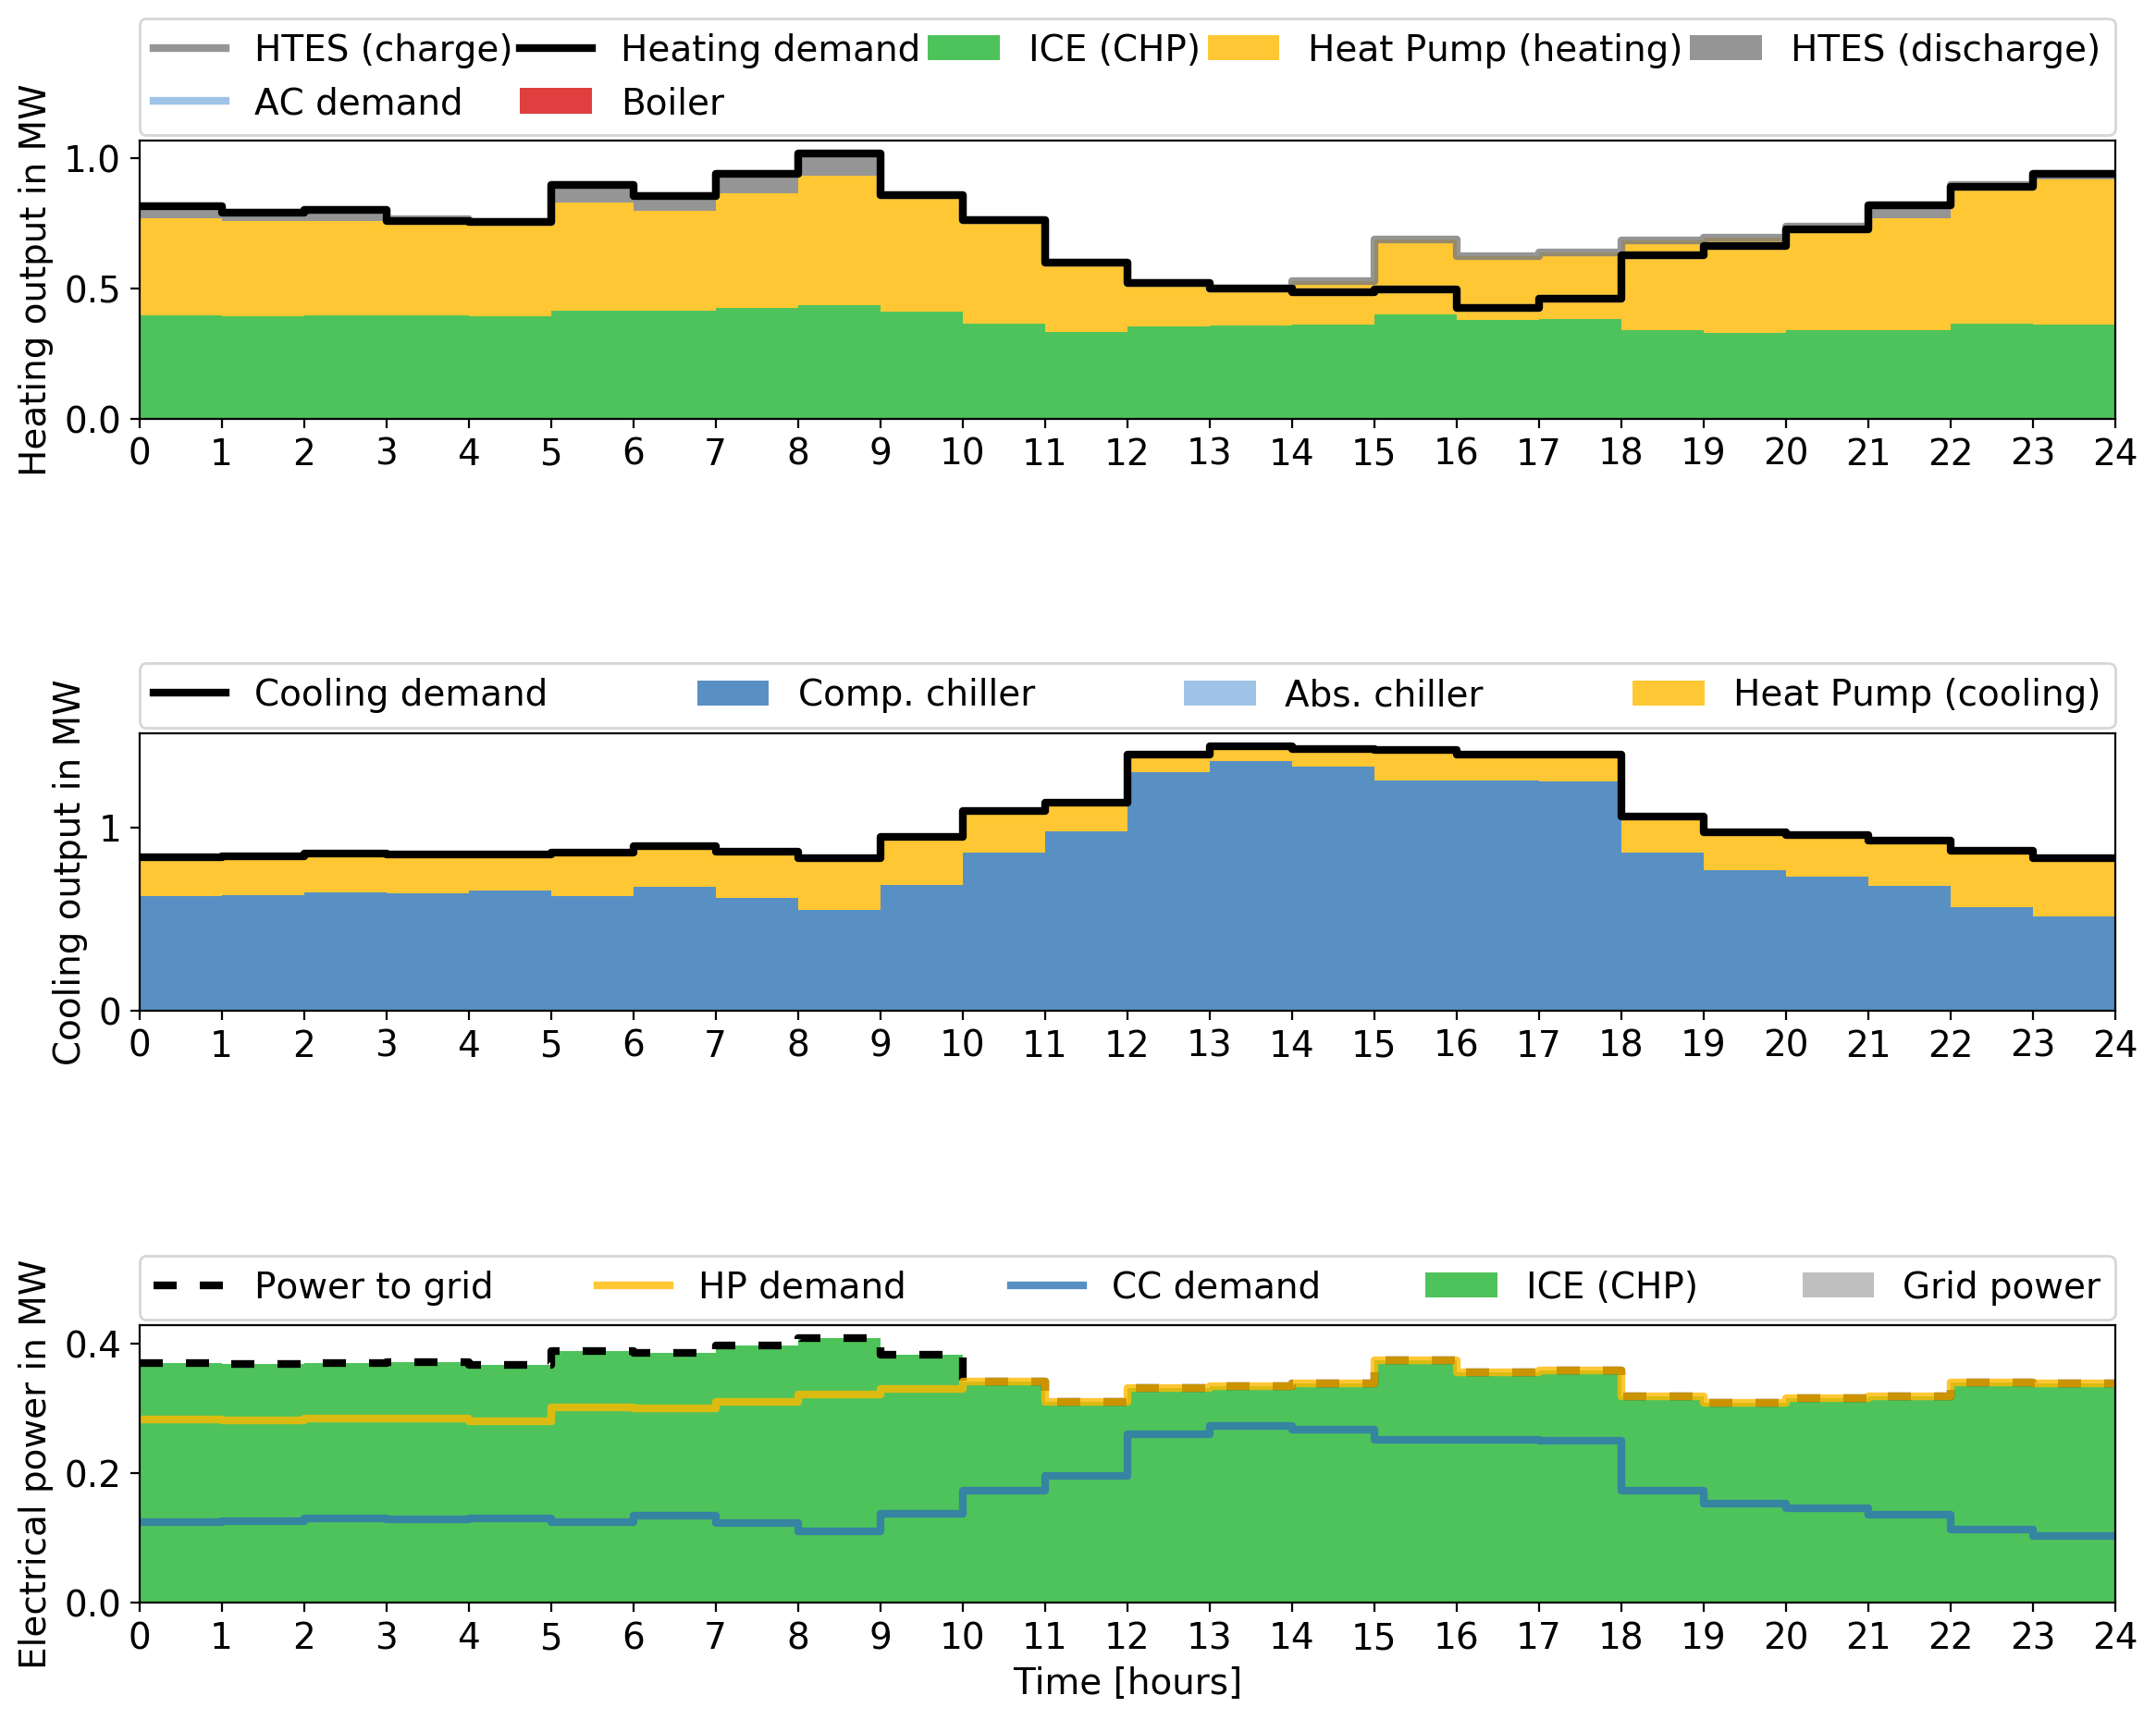 HTES (charge) Heating demand ICE (CHP) Heat Pump (heating) HTES (discharge)
AC demand Boiler
Heating output in MW
1.0
0.5
0.0
0 1 2 3 4 5 6 7 8 9 10 11 12 13 14 15 16 17 18 19 20 21 22 23 24
Cooling demand Comp. chiller Abs. chiller Heat Pump (cooling)
Cooling output in MW
1
0
0 1 2 3 4 5 6 7 8 9 10 11 12 13 14 15 16 17 18 19 20 21 22 23 24
Power to grid HP demand CC demand ICE (CHP) Grid power
Electrical power in MW
0.4
0.2
0.0
0 1 2 3 4 5 6 7 8 9 10 11 12 13 14 15 16 17 18 19 20 21 22 23 24
Time [hours]